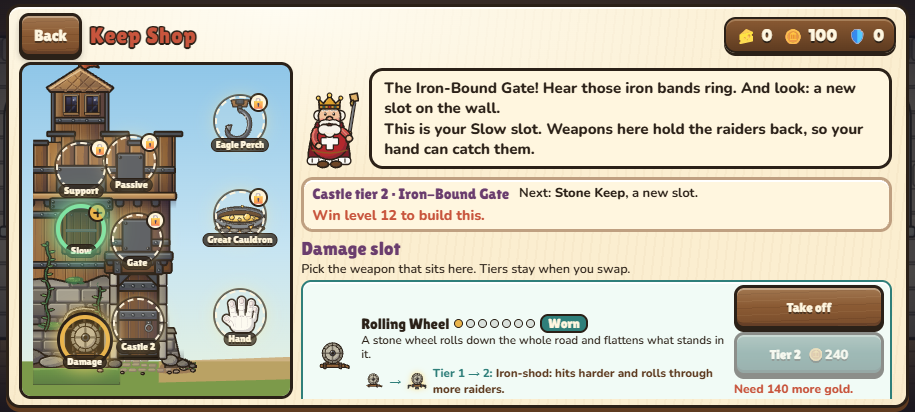 Back
Keep Shop
0
100
0
Eagle Perch
Support
Passive
Slow
Gate
Great Cauldron
Damage
Castle 2
Hand
The Iron-Bound Gate! Hear those iron bands ring. And look: a new
slot on the wall.
This is your Slow slot. Weapons here hold the raiders back, so your
hand can catch them.
Castle tier 2 · Iron-Bound Gate Next: Stone Keep, a new slot.
Win level 12 to build this.
Damage slot
Pick the weapon that sits here. Tiers stay when you swap.
Rolling Wheel Worn
A stone wheel rolls down the whole road and flattens what stands in
it.
Tier 1 → 2: Iron-shod: hits harder and rolls through
more raiders.
Take off
Tier 2 240
Need 140 more gold.